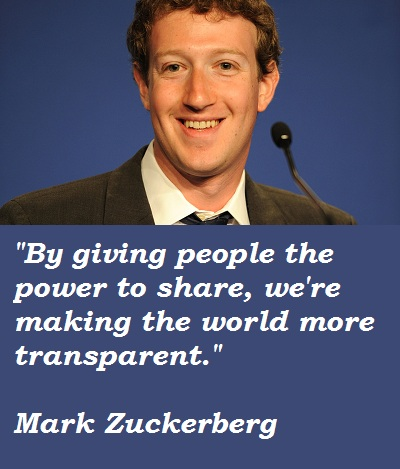 "By giving people the
power to share, we're
making the world more
transparent."
Mark Zuckerberg